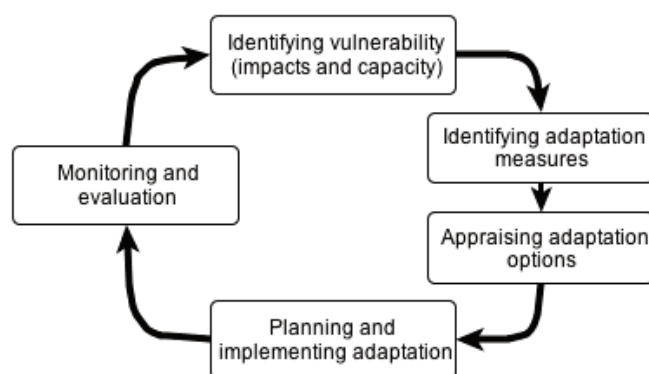 Identifying vulnerability
(impacts and capacity)
Identifying adaptation
measures
Appraising adaptation
options
Planning and
implementing adaptation
Monitoring and
evaluation